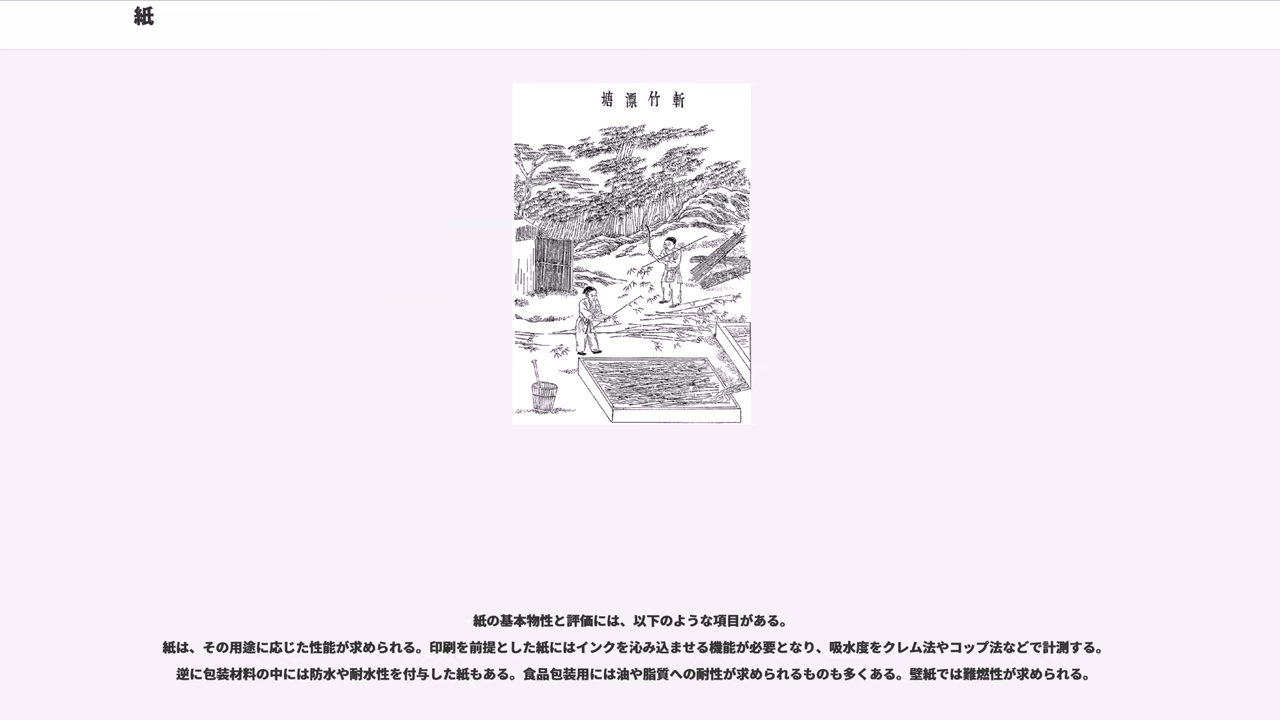 紙
塘漂竹斬
紙の基本物性と評価には、以下のような項目がある。
紙は、その用途に応じた性能が求められる。印刷を前提とした紙にはインクを沁み込ませる機能が必要となり、吸水度をクレム法やコップ法などで計測する。
逆に包装材料の中には防水や耐水性を付与した紙もある。食品包装用には油や脂質への耐性が求められるものも多くある。壁紙では難燃性が求められる。